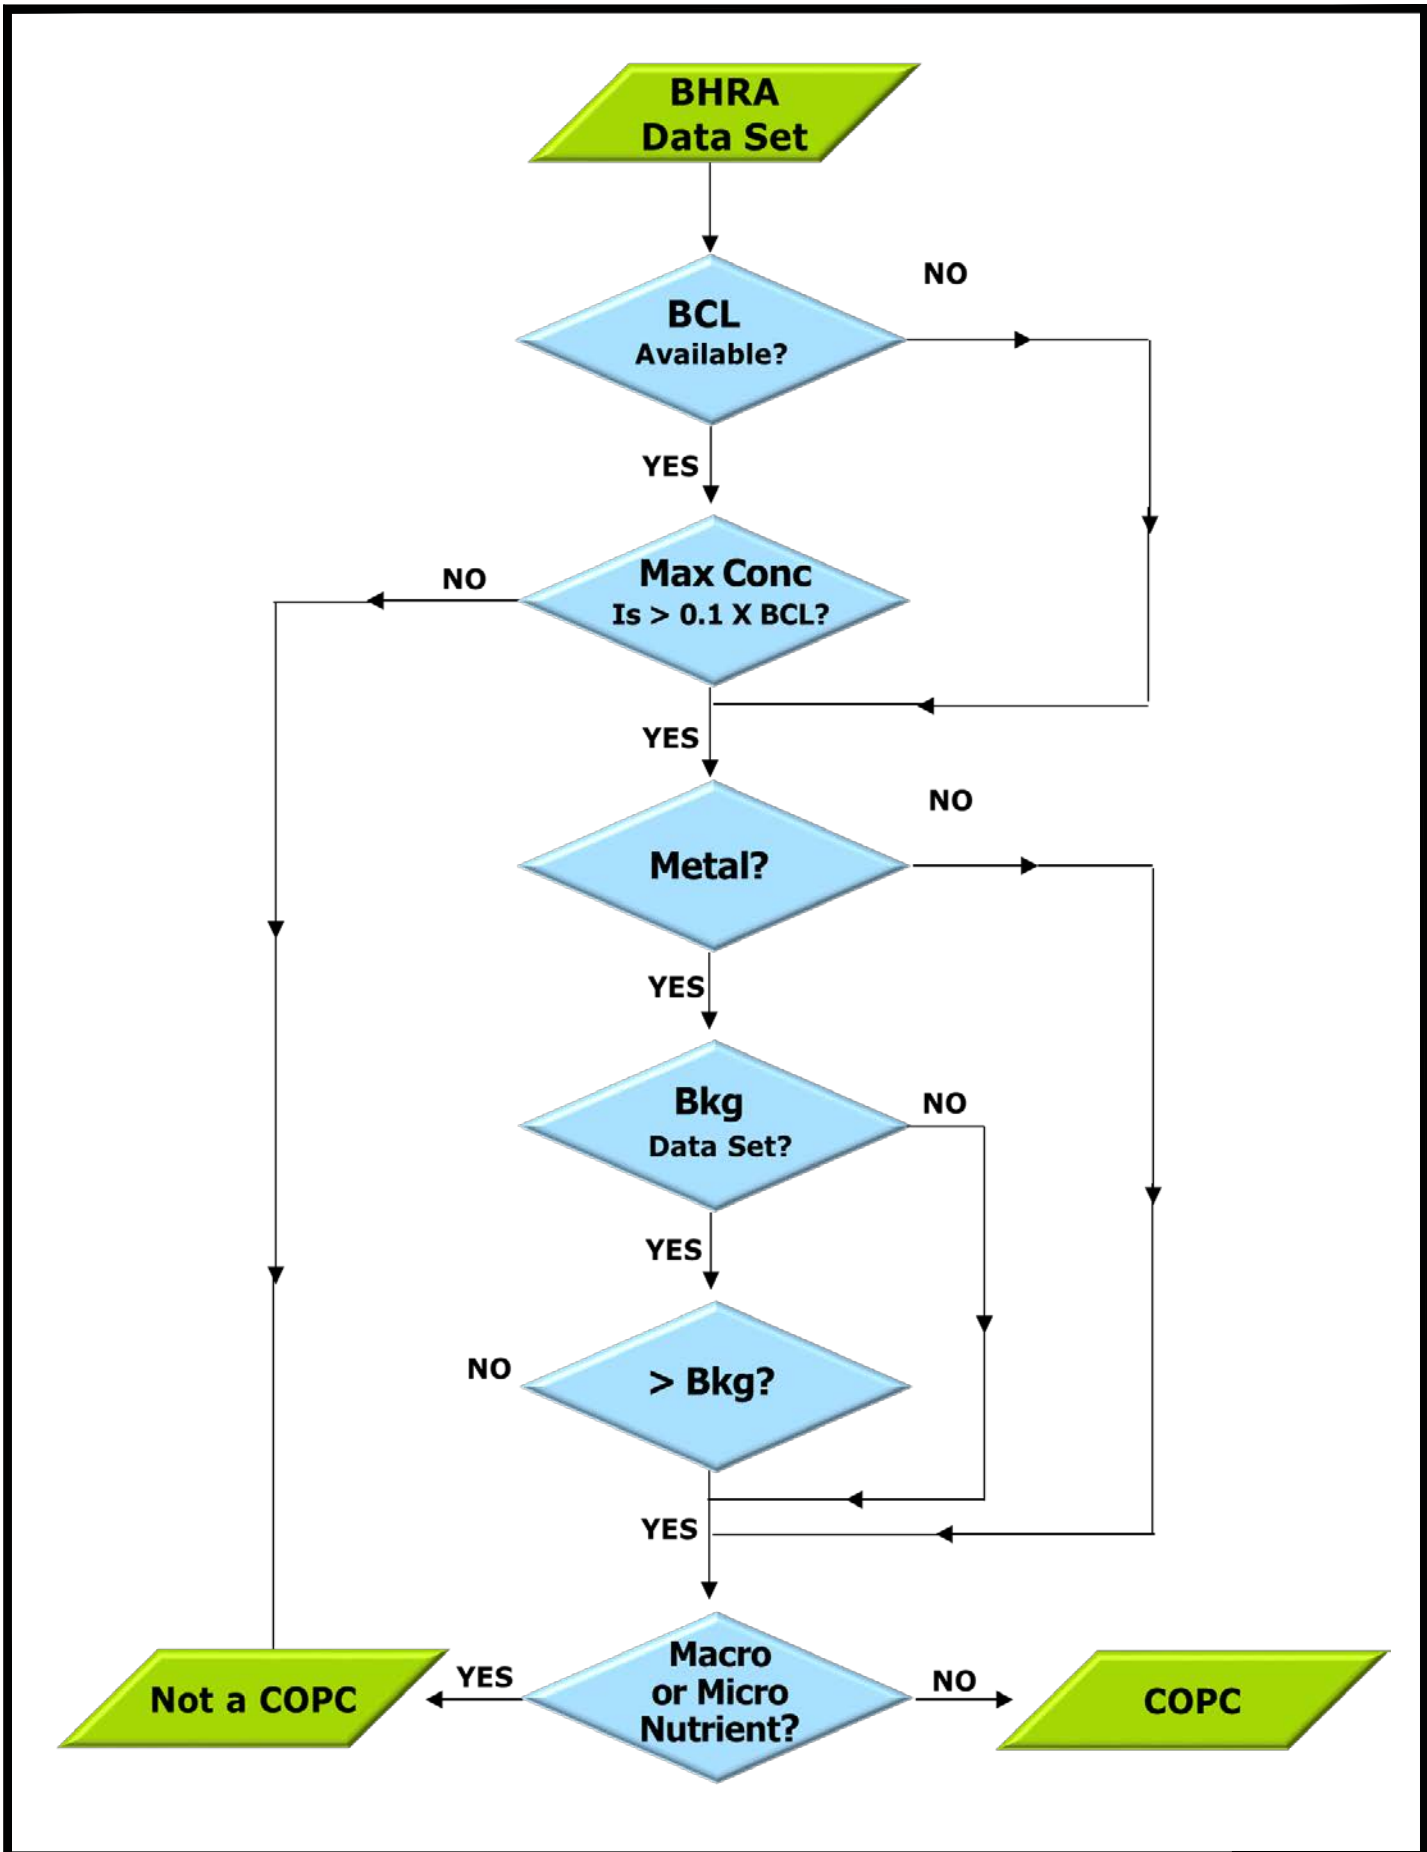 BHRA
Data Set
NO
BCL
Available?
YES
Max Conc
NO
Is > 0.1 X BCL?
YES
NO
Metal?
YES
Bkg
NO
Data Set?
YES
NO
> Bkg?
YES
Macro
or Micro
Nutrient?
YES
NO
Not a COPC
COPC